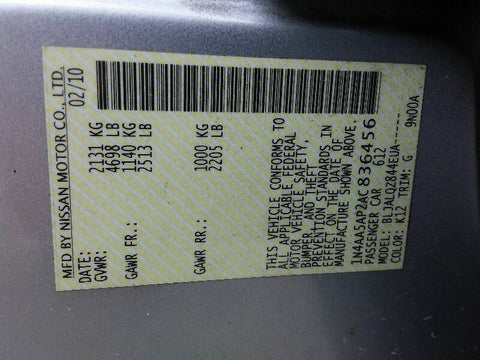 MFD BY NISSAN MOTOR CO., LTD.
DATE: 02/10
GVWR: 2131 KG
4698 LB
GAWR FR.: 1140 KG
2513 LB
GAWR RR.: 1000 KG
2205 LB
THIS VEHICLE CONFORMS TO
ALL APPLICABLE FEDERAL
MOTOR VEHICLE SAFETY,
BUMPER, AND THEFT
PREVENTION STANDARDS IN
EFFECT ON THE DATE OF
MANUFACTURE SHOWN ABOVE.
1N4AA5AP2AC836456
PASSENGER CAR 612
MODEL: BLJALQZ844EUA-----
COLOR: K12 TRIM: G 9N00A